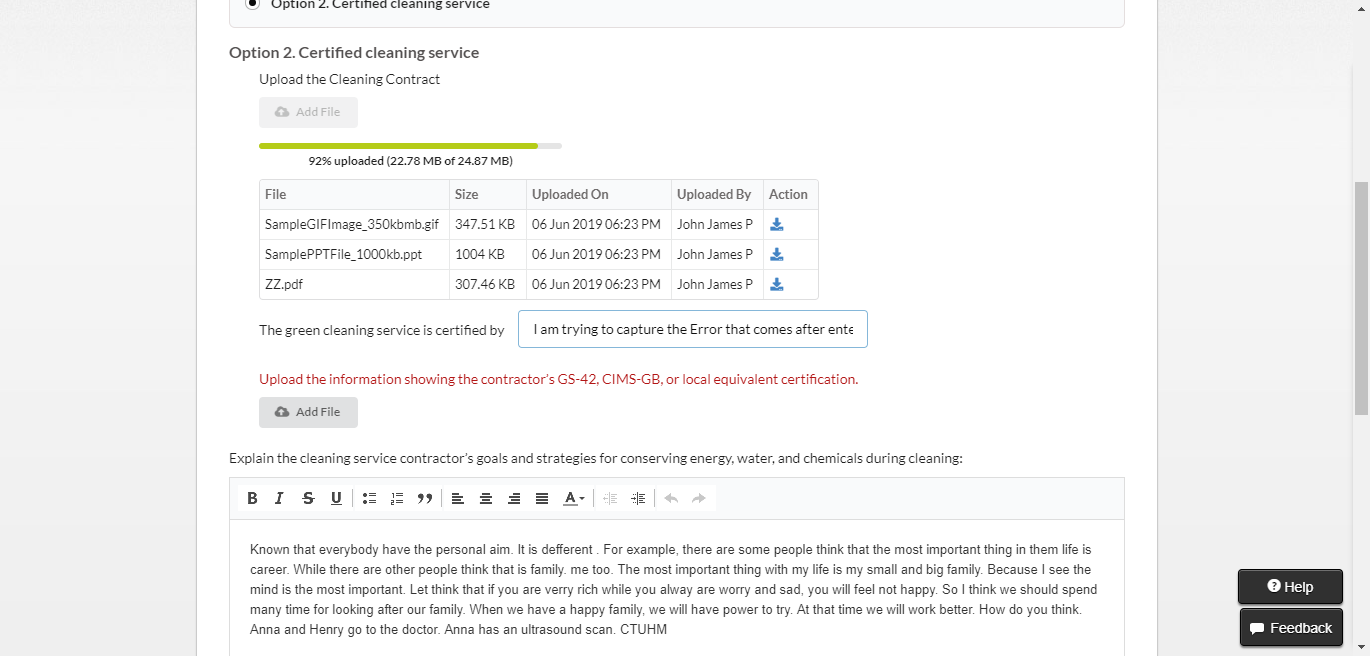 Option 2. Certified cleaning service
Option 2. Certified cleaning service
Upload the Cleaning Contract
Add File
92% uploaded (22.78 MB of 24.87 MB)
File Size Uploaded On Uploaded By Action
SampleGIFImage_350kbmb.gif 347.51 KB 06 Jun 2019 06:23 PM John James P
SamplePPTFile_1000kb.ppt 1004 KB 06 Jun 2019 06:23 PM John James P
ZZ.pdf 307.46 KB 06 Jun 2019 06:23 PM John James P
The green cleaning service is certified by I am trying to capture the Error that comes after ente
Upload the information showing the contractor's GS-42, CIMS-GB, or local equivalent certification.
Add File
Explain the cleaning service contractor's goals and strategies for conserving energy, water, and chemicals during cleaning:
B I S U A
Known that everybody have the personal aim. It is defferent . For example, there are some people think that the most important thing in them life is
career. While there are other people think that is family. me too. The most important thing with my life is my small and big family. Because I see the
mind is the most important. Let think that if you are verry rich while you alway are worry and sad, you will feel not happy. So I think we should spend
many time for looking after our family. When we have a happy family, we will have power to try. At that time we will work better. How do you think.
Anna and Henry go to the doctor. Anna has an ultrasound scan. CTUHM
Help
Feedback